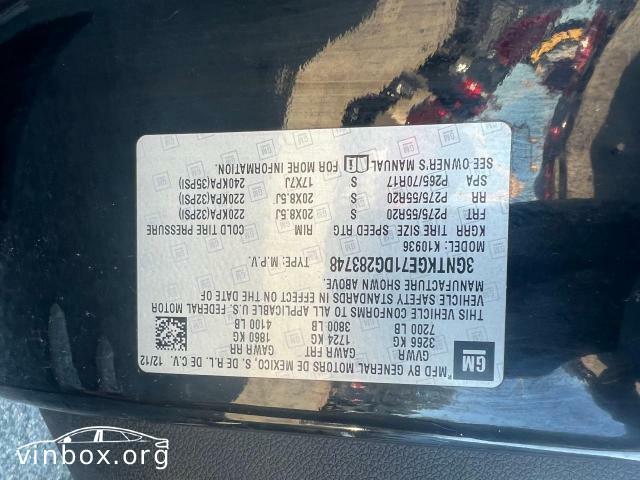 GM
MFD BY GENERAL MOTORS DE MEXICO, S. DE R.L. DE C.V. 12/12
GVWR GAWR FRT GAWR RR
3266 KG 1724 KG 1860 KG
7200 LB 3800 LB 4100 LB
THIS VEHICLE CONFORMS TO ALL APPLICABLE U.S. FEDERAL MOTOR
VEHICLE SAFETY STANDARDS IN EFFECT ON THE DATE OF
MANUFACTURE SHOWN ABOVE.
3GNTKGE71DG283748 TYPE: M.P.V.
MODEL: K10936
KCRR TIRE SIZE SPEED RTG RIM COLD TIRE PRESSURE
FRT P275/55R20 S 20X8.5J 220KPA(32PSI)
RR P275/55R20 S 20X8.5J 220KPA(32PSI)
SPA P265/70R17 S 17X7J 240KPA(35PSI)
SEE OWNER'S MANUAL FOR MORE INFORMATION.
vinbox.org